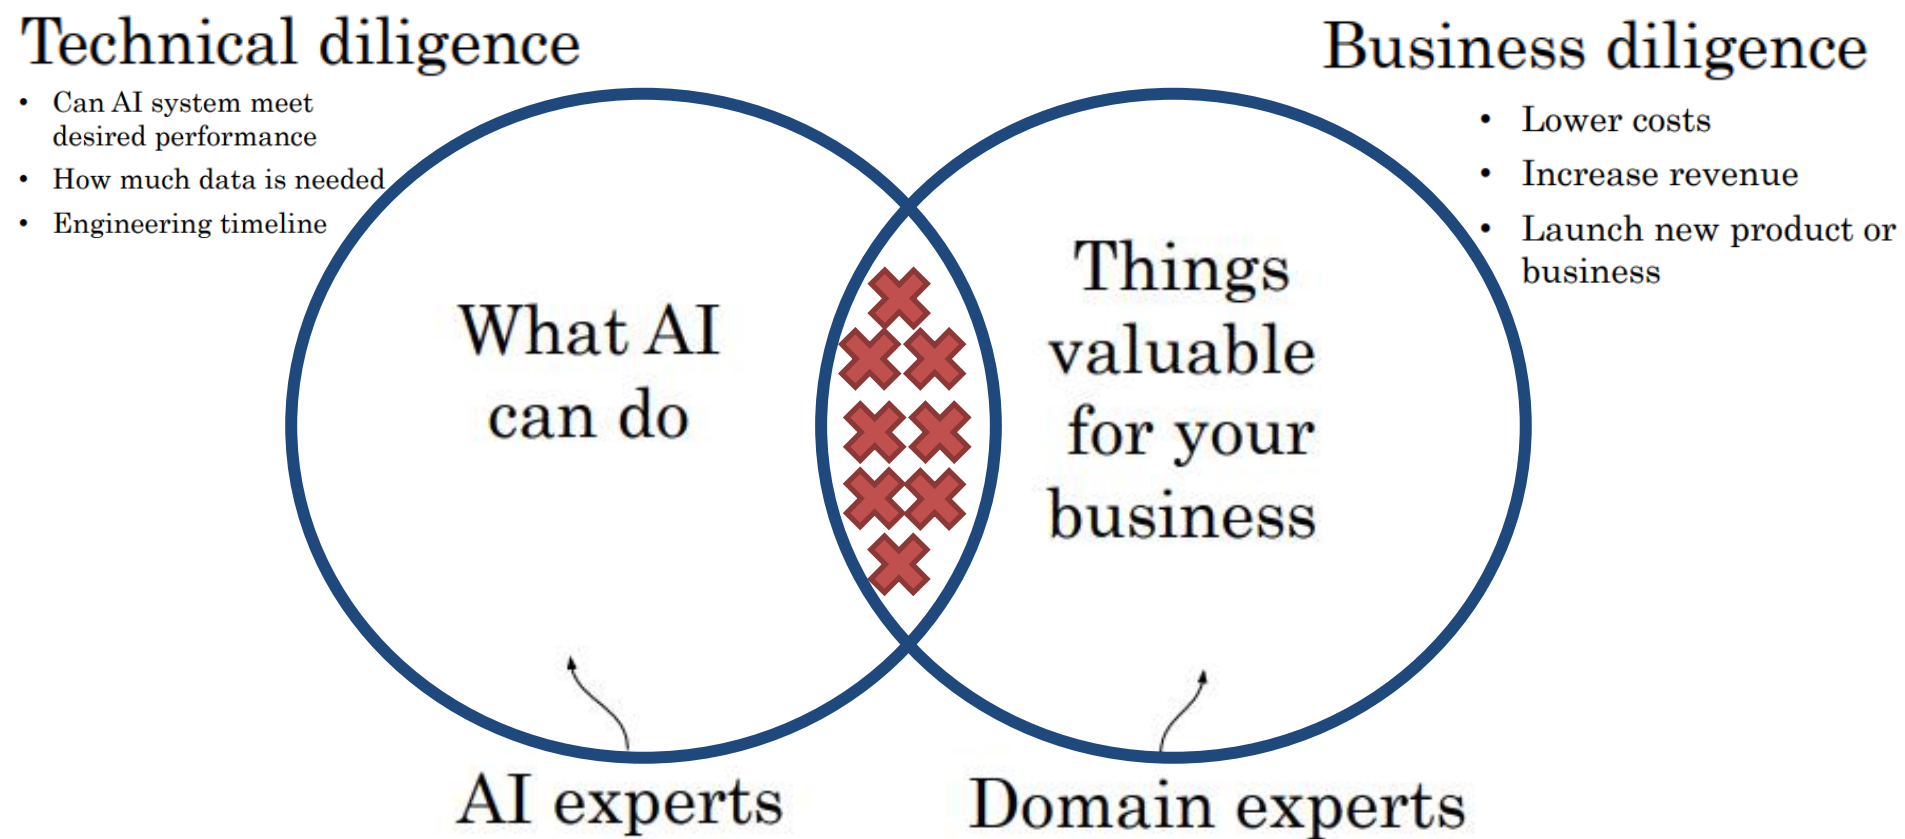 Technical diligence
• Can AI system meet
desired performance
• How much data is needed
• Engineering timeline
Business diligence
• Lower costs
• Increase revenue
• Launch new product or
business
What AI
can do
Things
valuable
for your
business
AI experts
Domain experts